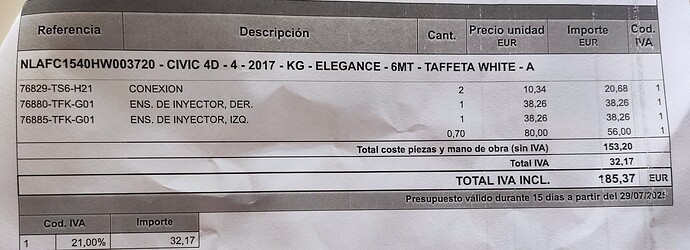 Referencia Descripción Cant. Precio unidad EUR Importe EUR Cod. IVA
NLAFC1540HW003720 - CIVIC 4D - 4 - 2017 - KG - ELEGANCE - 6MT - TAFFETA WHITE - A
76829-TS6-H21 CONEXION 2 10,34 20,68 1
76880-TFK-G01 ENS. DE INYECTOR, DER. 1 38,26 38,26 1
76885-TFK-G01 ENS. DE INYECTOR, IZQ. 1 38,26 38,26 1
0,70 80,00 56,00 1
Total coste piezas y mano de obra (sin IVA) 153,20
Total IVA 32,17
TOTAL IVA INCL. 185,37 EUR
Presupuesto válido durante 15 días a partir del 29/07/2025
Cod. IVA Importe
1 21,00% 32,17